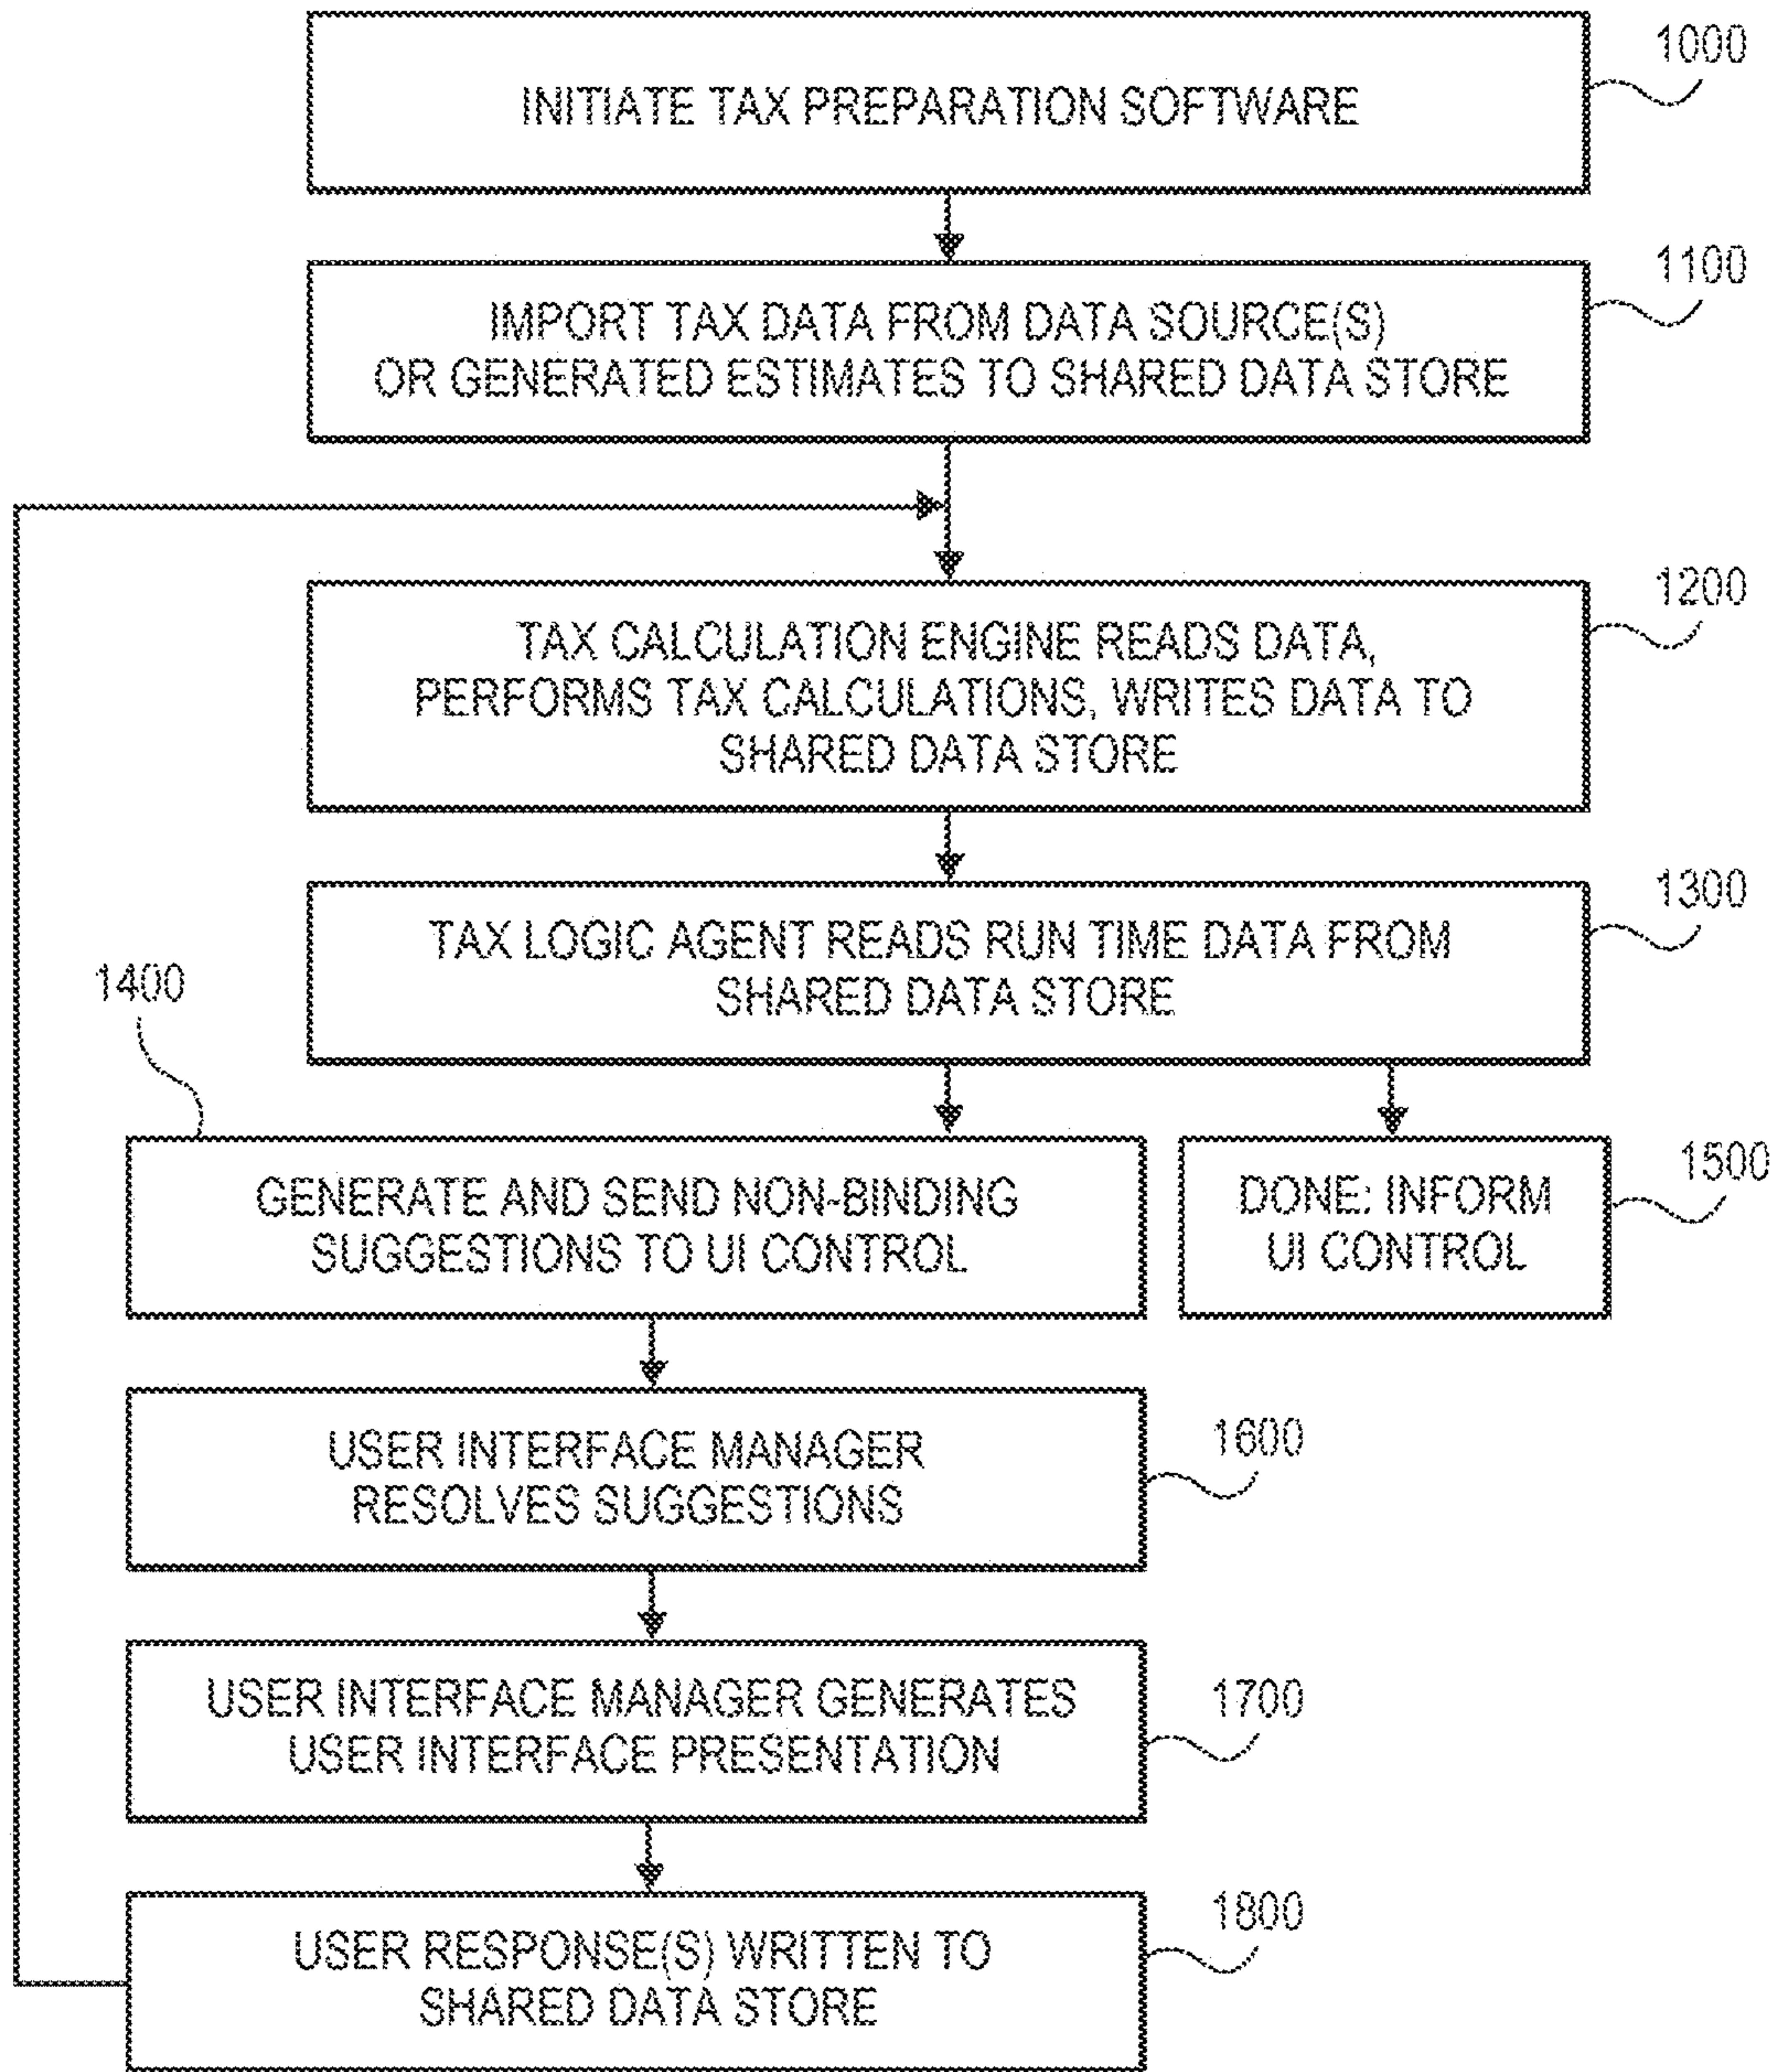 1000
INITIATE TAX PREPARATION SOFTWARE
1100
IMPORT TAX DATA FROM DATA SOURCE(S)
OR GENERATED ESTIMATES TO SHARED DATA STORE
1200
TAX CALCULATION ENGINE READS DATA,
PERFORMS TAX CALCULATIONS, WRITES DATA TO
SHARED DATA STORE
1300
TAX LOGIC AGENT READS RUN TIME DATA FROM
SHARED DATA STORE
1400
GENERATE AND SEND NON-BINDING
SUGGESTIONS TO UI CONTROL
DONE: INFORM
UI CONTROL
1500
USER INTERFACE MANAGER
RESOLVES SUGGESTIONS
1600
USER INTERFACE MANAGER GENERATES
USER INTERFACE PRESENTATION
1700
USER RESPONSE(S) WRITTEN TO
SHARED DATA STORE
1800